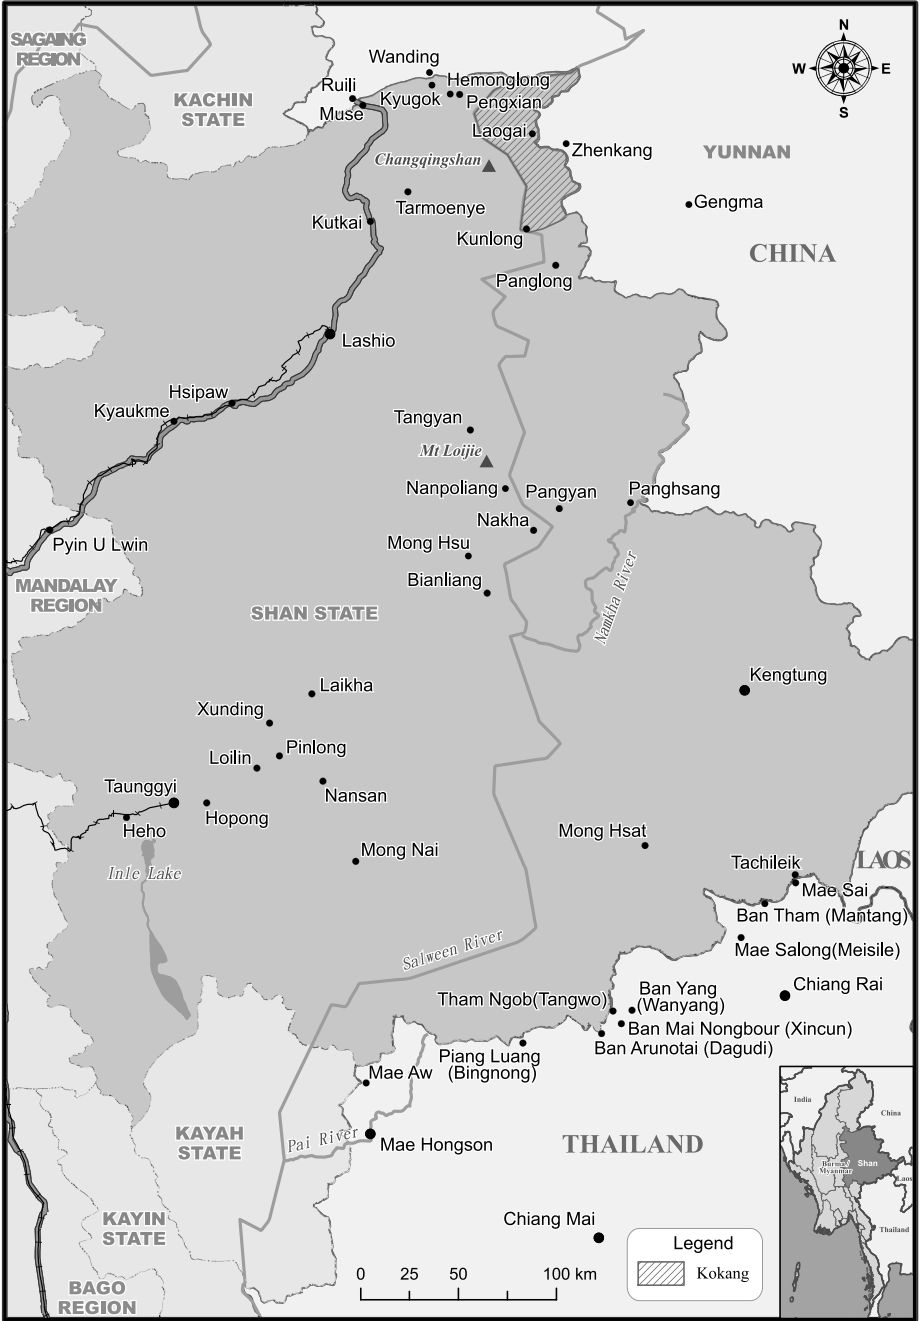 SAGAING
REGION
KACHIN
STATE
Wanding
Ruili
Muse
Kyugok
Hemonglong
Pengxian
Laogai
Zhenkang
YUNNAN
Changqingshan
Tarmoenye
Gengma
Kutkai
Kunlong
CHINA
Panglong
Lashio
Hsipaw
Kyaukme
Tangyan
Mt Loijie
Nanpoliang
Pangyan
Panghsang
Nakha
Pyin U Lwin
Mong Hsu
Bianliang
MANDALAY
REGION
SHAN STATE
Namkha River
Kengtung
Laikha
Xunding
Pinlong
Loilin
Nansan
Taunggyi
Hopong
Heho
Mong Hsat
Mong Nai
Inle Lake
LAOS
Tachileik
Mae Sai
Ban Tham (Mantang)
Mae Salong(Meisile)
Salween River
Chiang Rai
Tham Ngob(Tangwo)
Ban Yang
(Wanyang)
Ban Mai Nongbour (Xincun)
Ban Arunotai (Dagudi)
Piang Luang
(Bingnong)
Mae Aw
Pai River
Mae Hongson
KAYAH
STATE
THAILAND
KAYIN
STATE
Chiang Mai
BAGO
REGION
0 25 50 100 km
Legend
Kokang
N
W
E
S
India
China
Burma/
Myanmar
Shan
Laos
Thailand